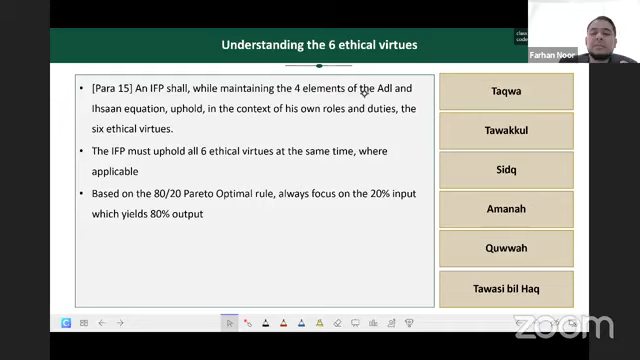 Understanding the 6 ethical virtues
Farhan Noor
• [Para 15] An IFP shall, while maintaining the 4 elements of the Adl and
Ihsaan equation, uphold, in the context of his own roles and duties, the
six ethical virtues.
• The IFP must uphold all 6 ethical virtues at the same time, where
applicable
• Based on the 80/20 Pareto Optimal rule, always focus on the 20% input
which yields 80% output
Taqwa
Tawakkul
Sidq
Amanah
Quwwah
Tawasi bil Haq
zoom